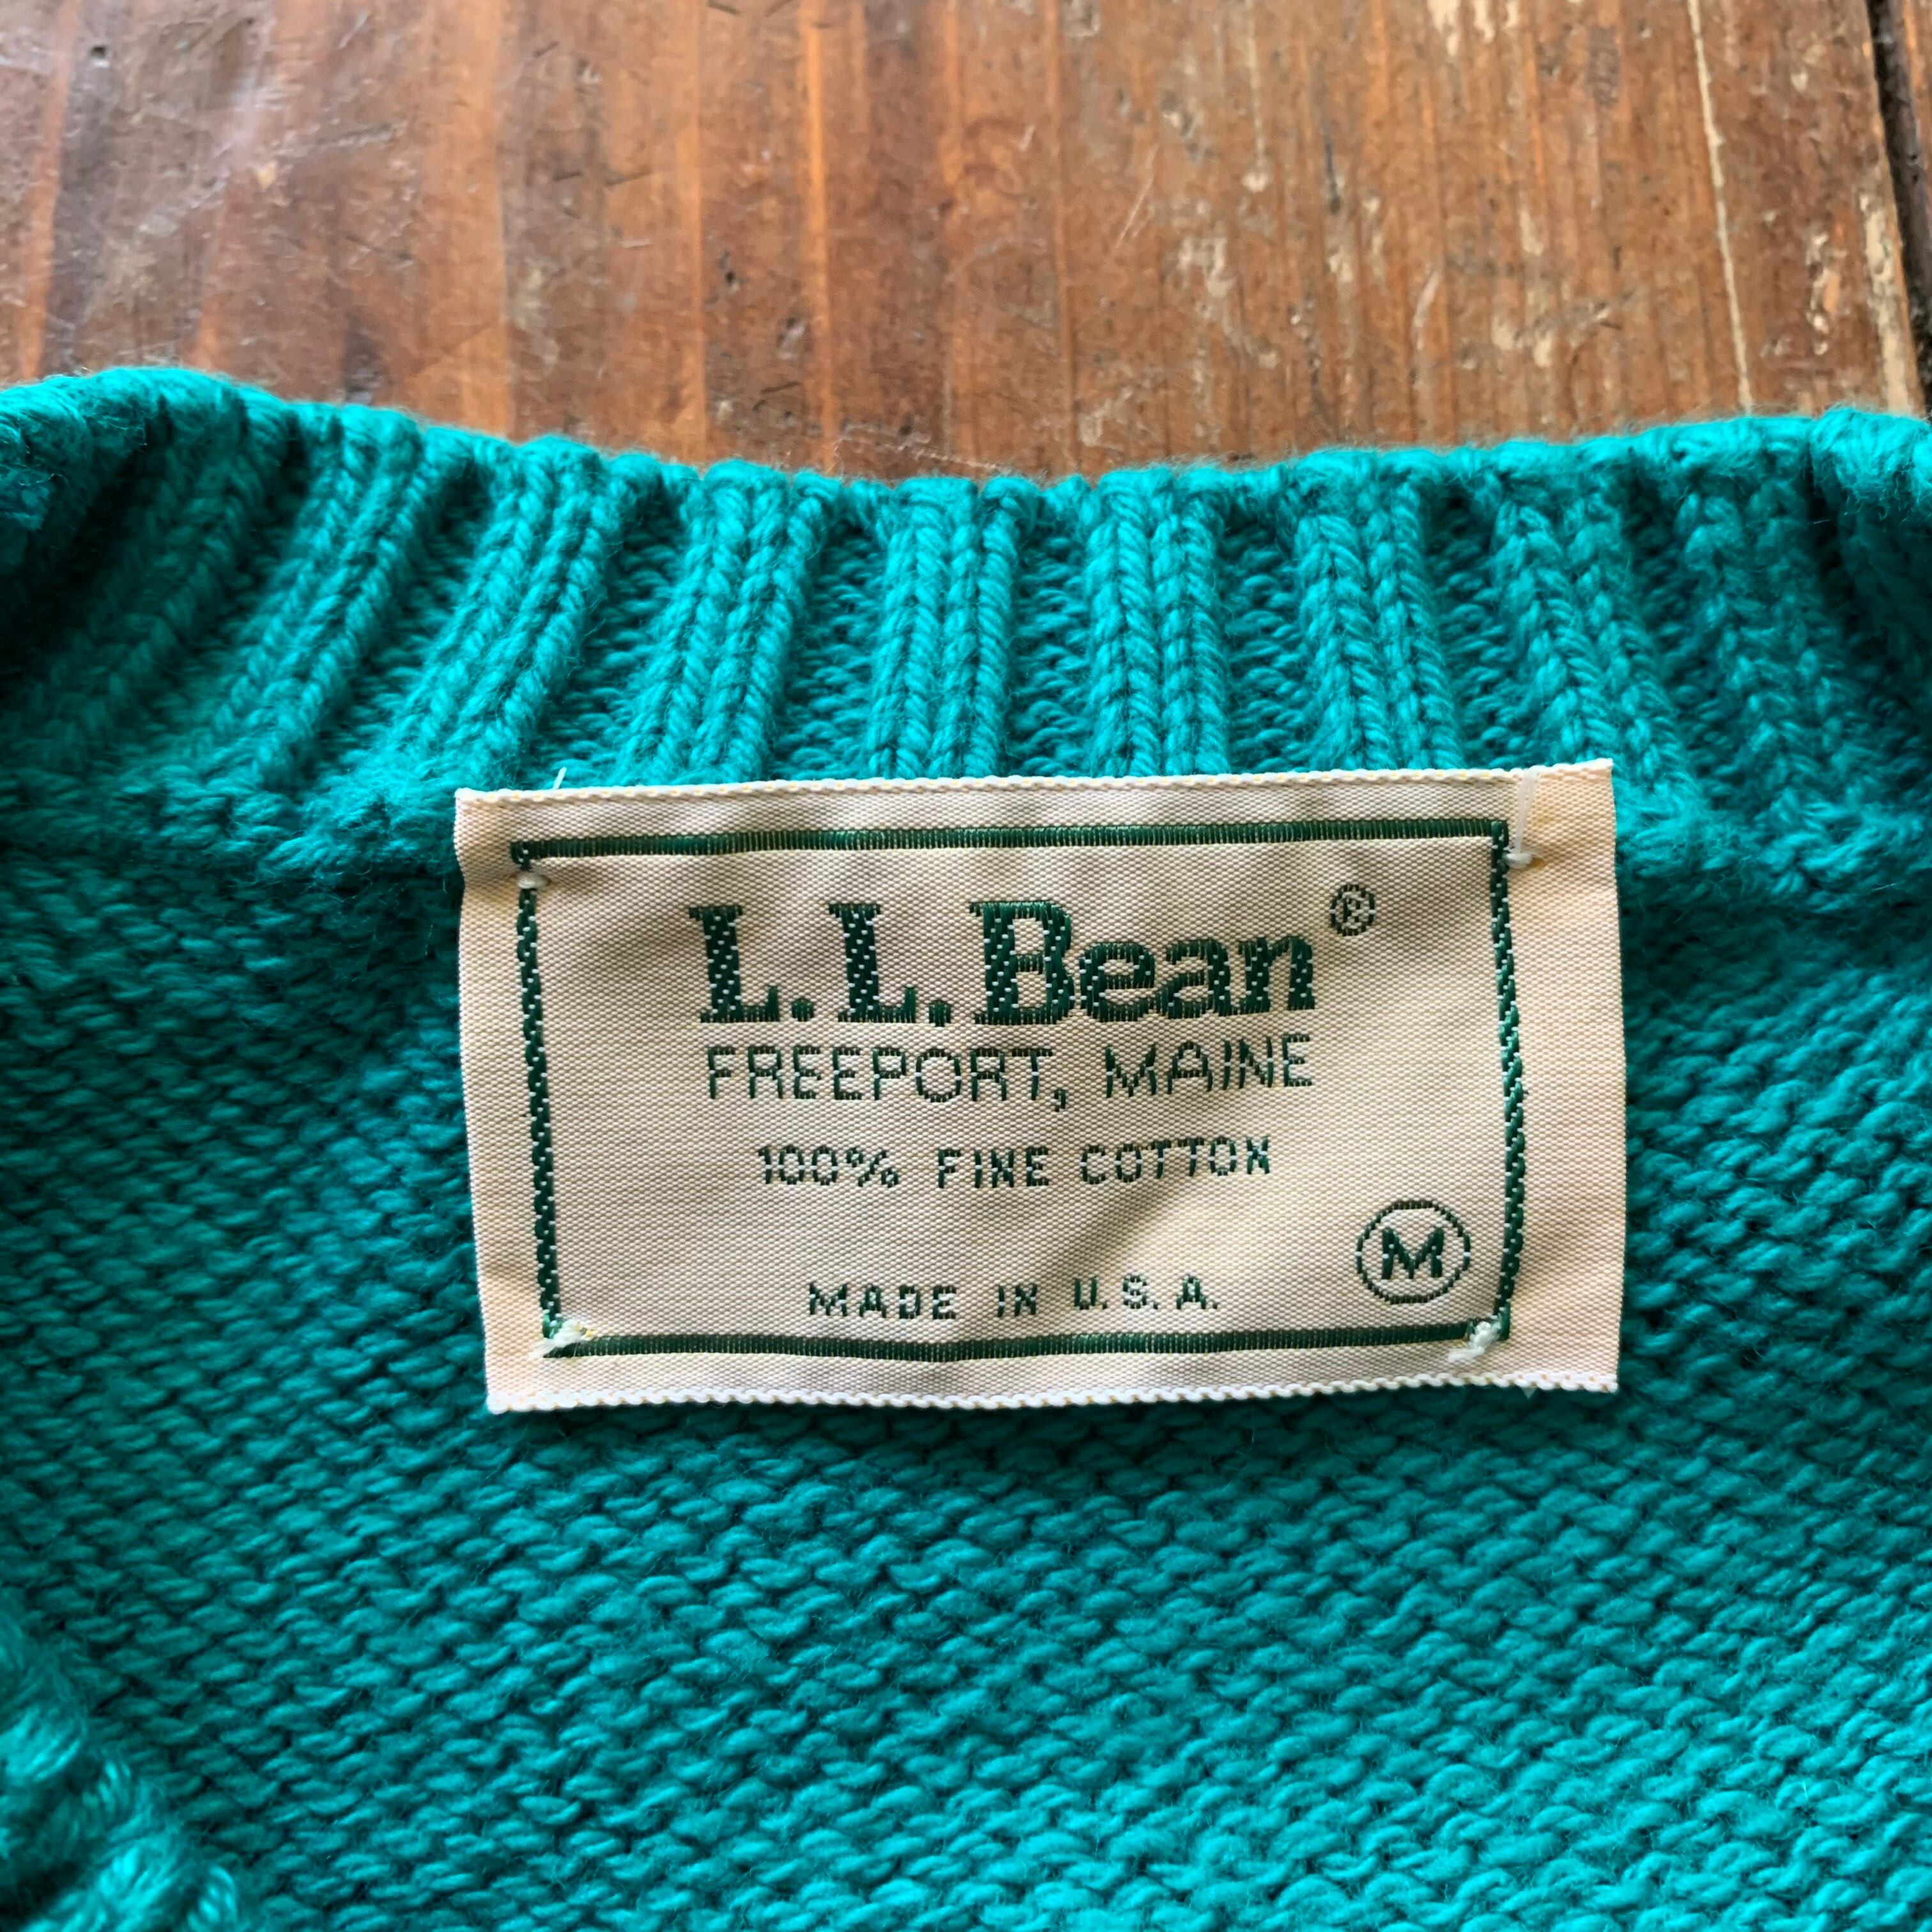 L.L.Bean®
FREEPORT, MAINE
100% FINE COTTON
M
MADE IN U.S.A.